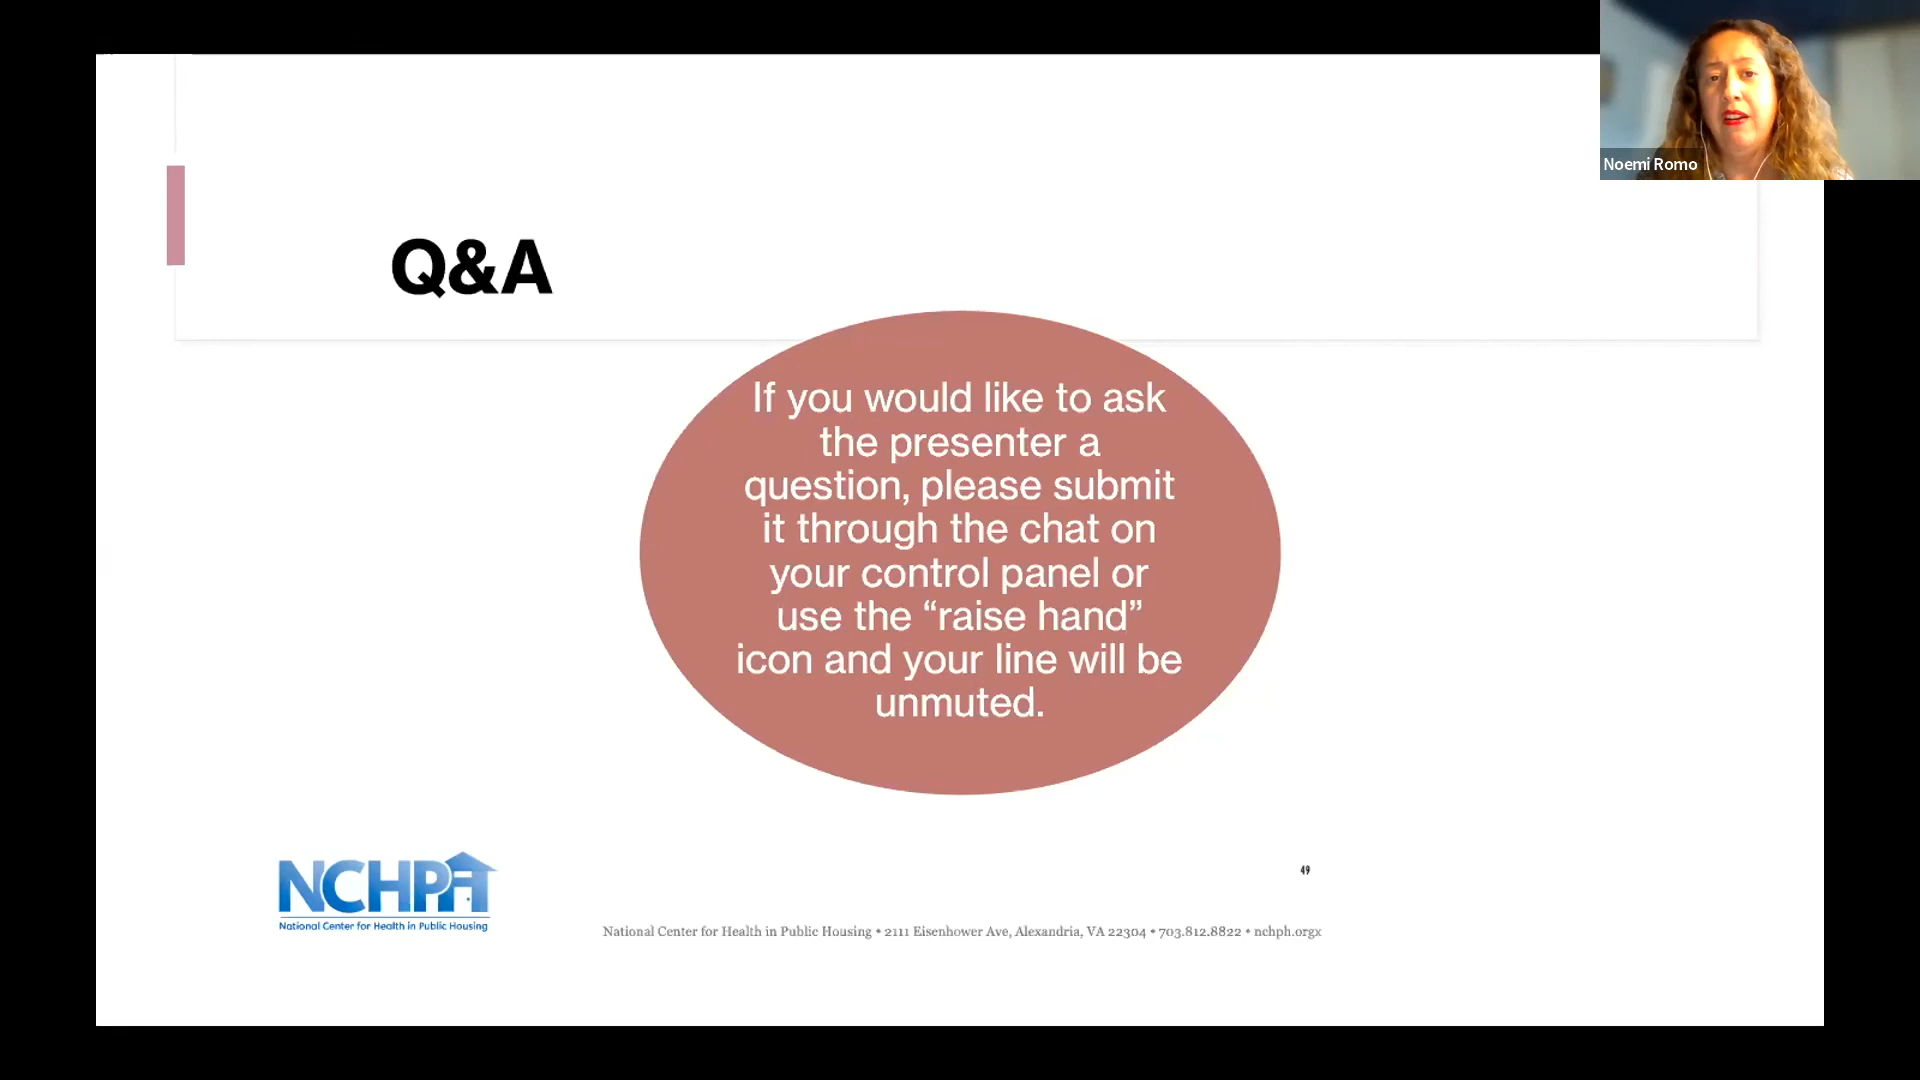 Noemi Romo
Q&A
If you would like to ask
the presenter a
question, please submit
it through the chat on
your control panel or
use the “raise hand”
icon and your line will be
unmuted.
49
NCHPH
National Center for Health in Public Housing
National Center for Health in Public Housing • 2111 Eisenhower Ave, Alexandria, VA 22304 • 703.812.8822 • nchph.orgx